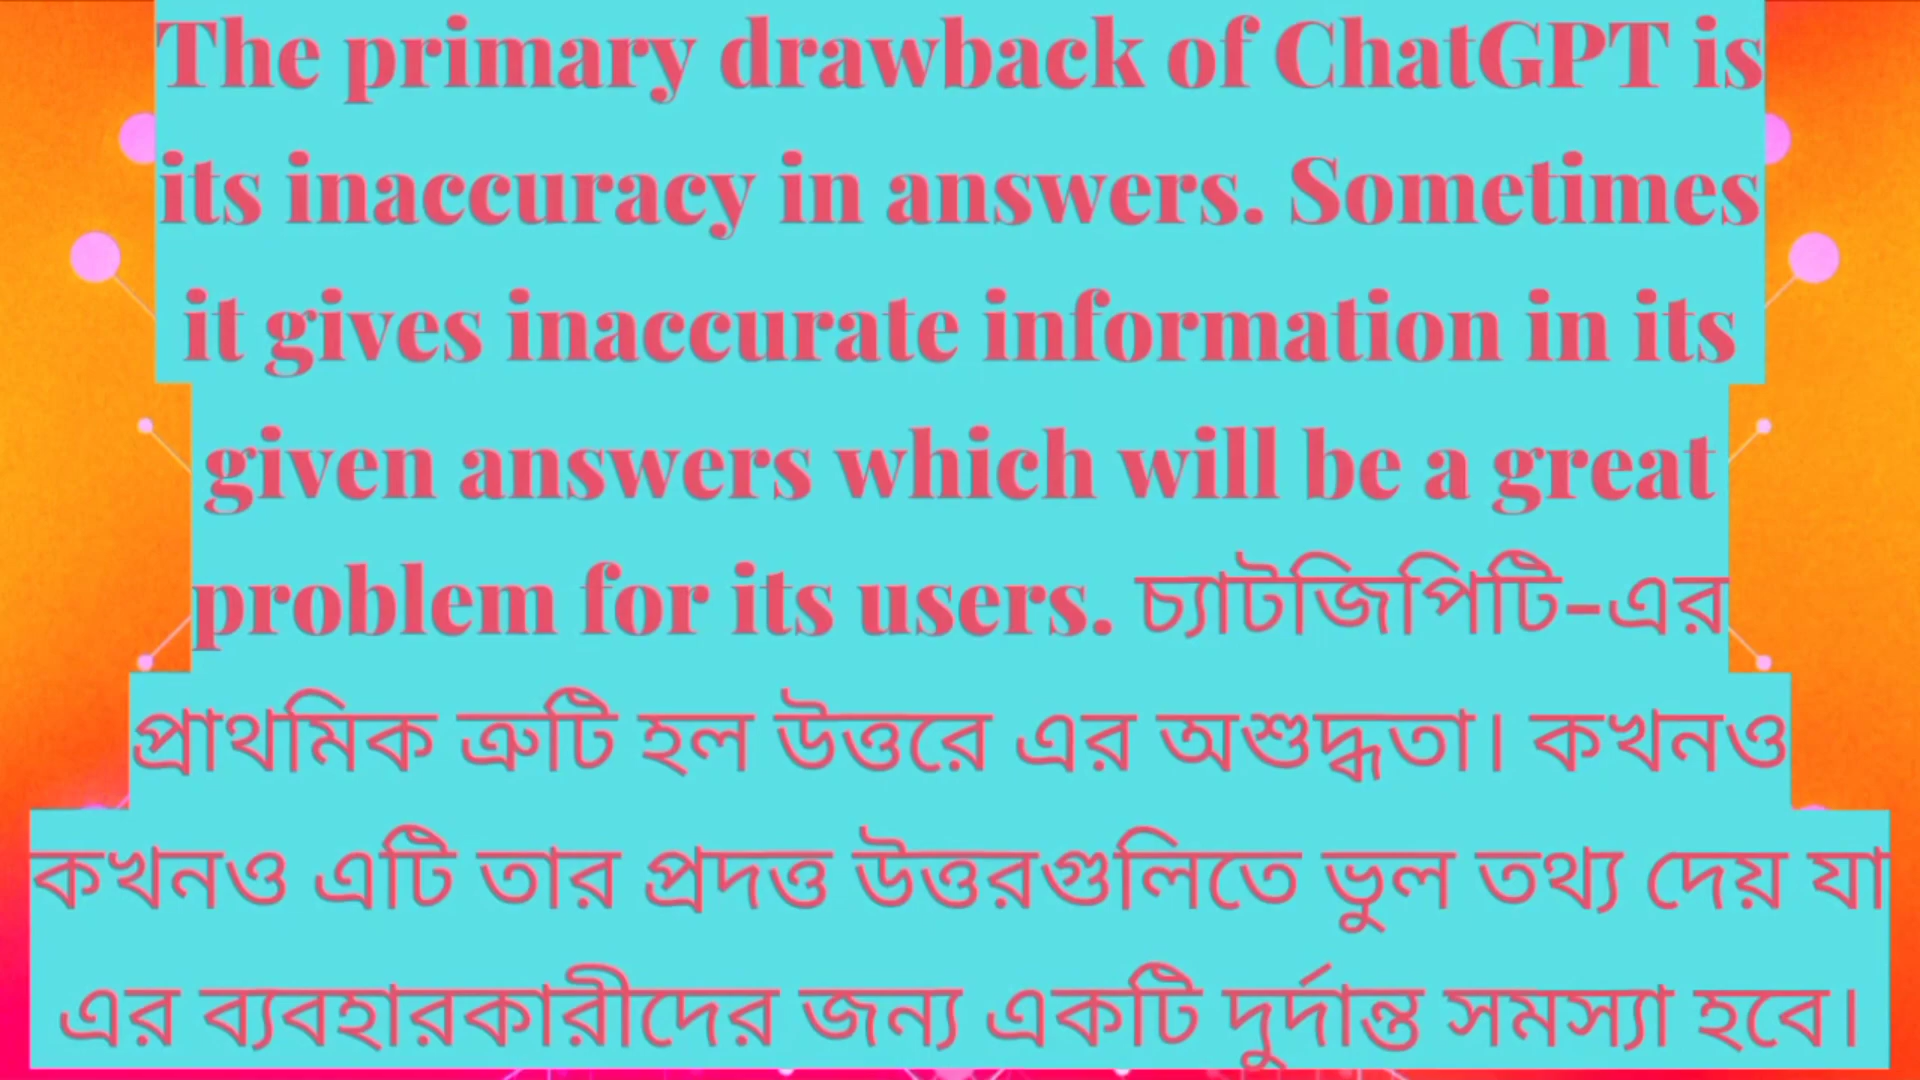 The primary drawback of ChatGPT is
its inaccuracy in answers. Sometimes
it gives inaccurate information in its
given answers which will be a great
problem for its users. চ্যাটজিপিটি-এর
প্রাথমিক ত্রুটি হল উত্তরে এর অশুদ্ধতা। কখনও
কখনও এটি তার প্রদত্ত উত্তরগুলিতে ভুল তথ্য দেয় যা
এর ব্যবহারকারীদের জন্য একটি দুর্দান্ত সমস্যা হবে।